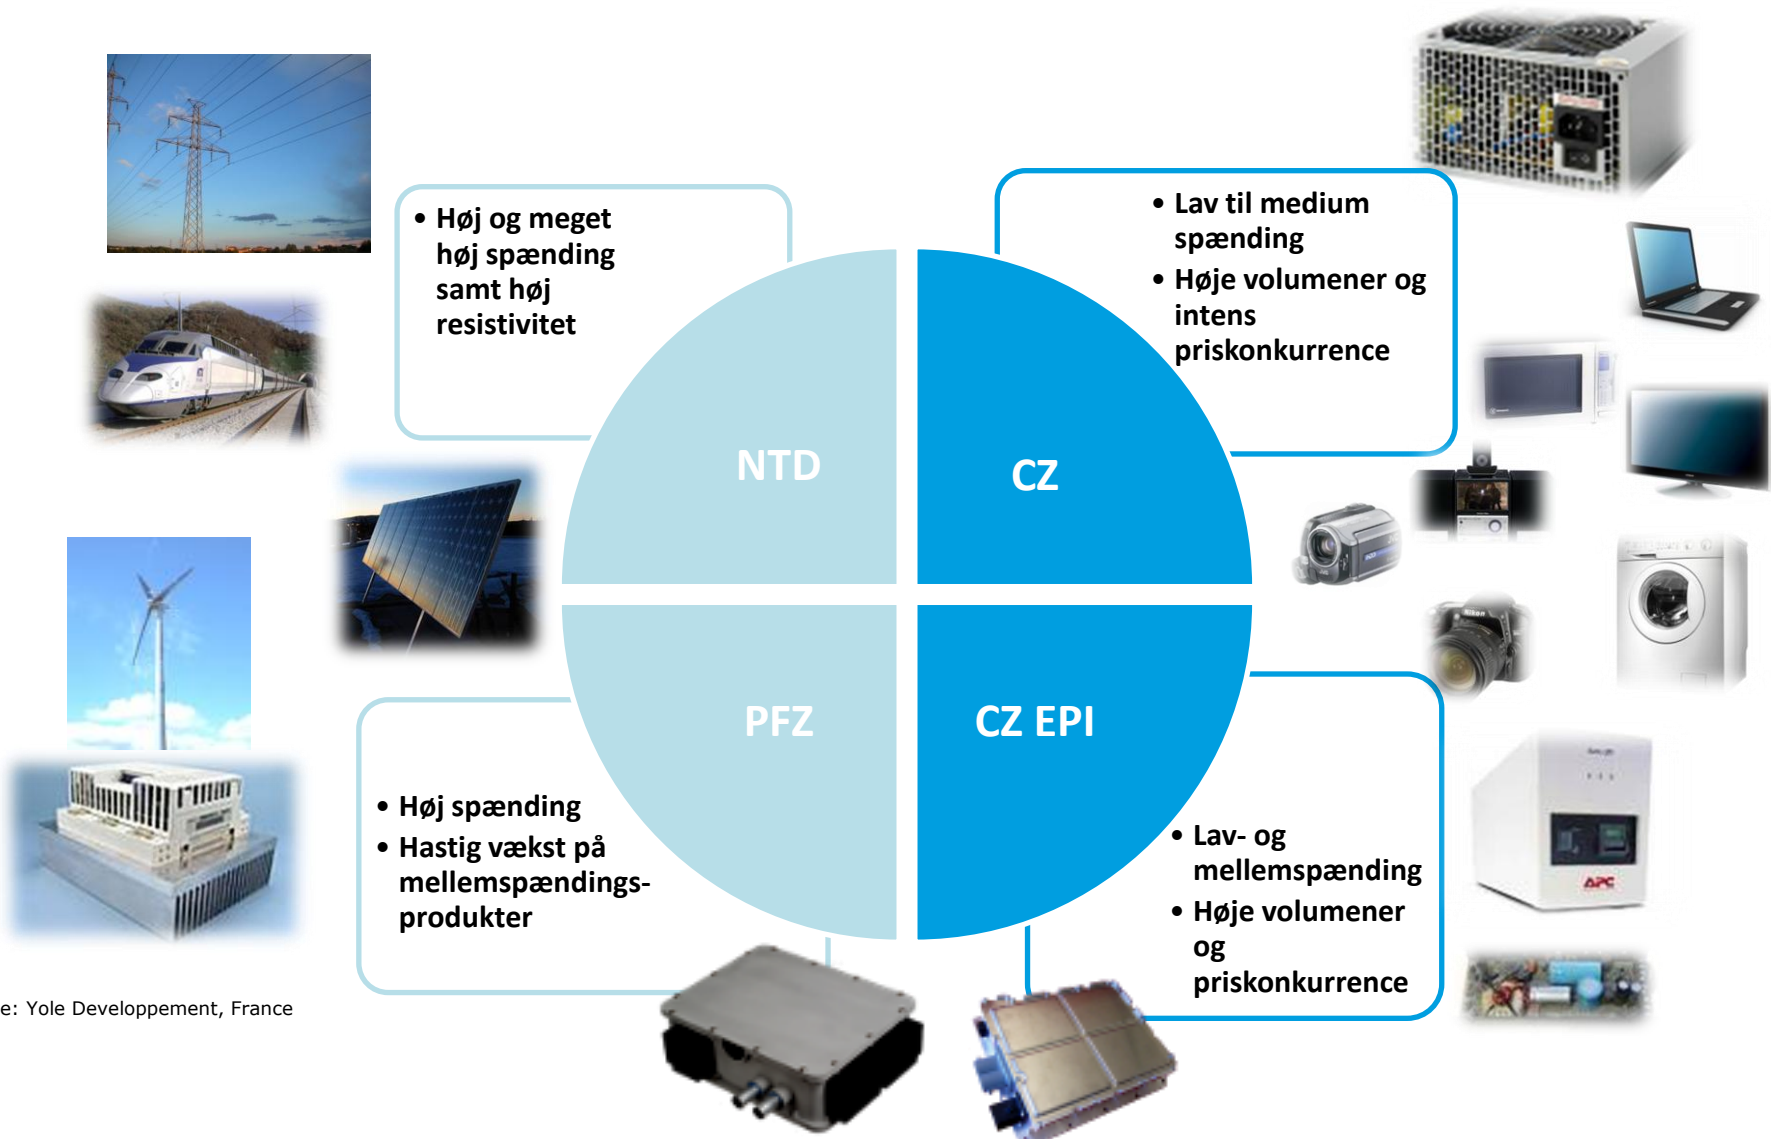 • Høj og meget
høj spænding
samt høj
resistivitet
• Lav til medium
spænding
• Høje volumener og
intens
priskonkurrence
NTD
CZ
PFZ
CZ EPI
• Høj spænding
• Hastig vækst på
mellemspændings-
produkter
• Lav- og
mellemspænding
• Høje volumener
og
priskonkurrence
Nikon
APC
e: Yole Developpement, France